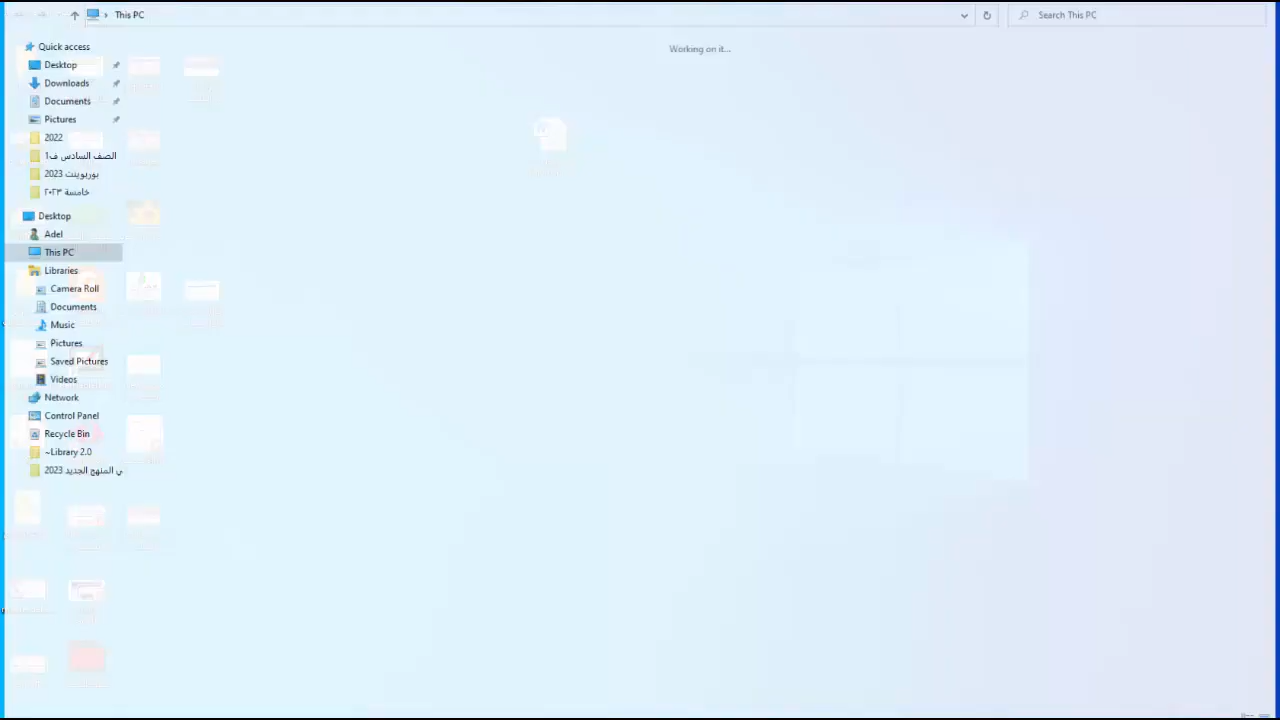 This PC
Search This PC
Working on it...
Quick access
Desktop
Downloads
Documents
Pictures
2022
الصف السادس ف1
بوربوينت 2023
خامسة ٢٠٢٣
Desktop
Adel
This PC
Libraries
Camera Roll
Documents
Music
Pictures
Saved Pictures
Videos
Network
Control Panel
Recycle Bin
~Library 2.0
ي المنهج الجديد 2023